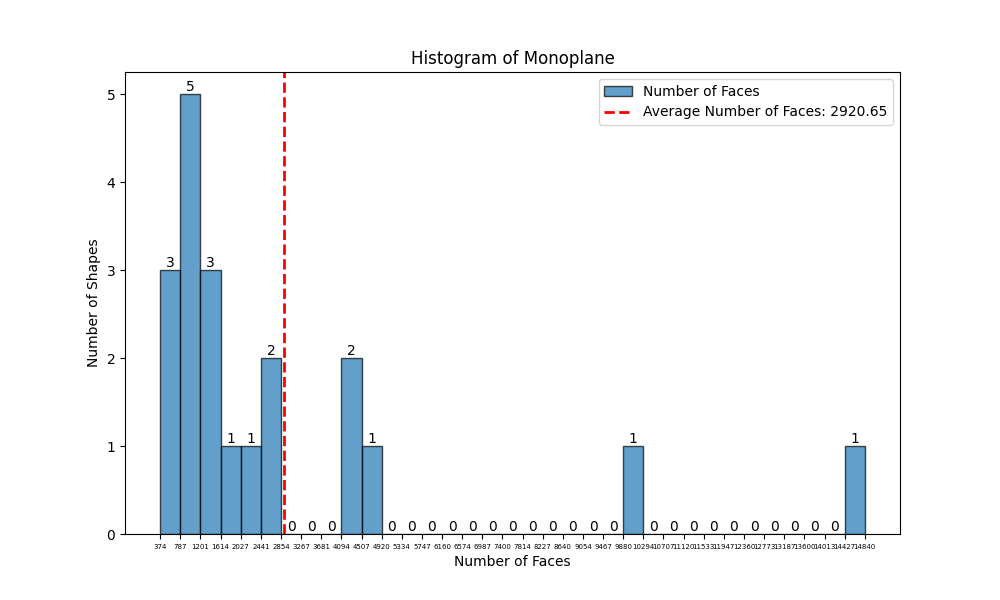 Histogram of Monoplane
Number of Faces
Average Number of Faces: 2920.65
Number of Shapes
5
4
3
2
1
0
3 5 3 1 1 2 0 0 0 2 1 0 0 0 0 0 0 0 0 0 0 0 0 1 0 0 0 0 0 0 0 0 0 0 1
374 787 1201 1614 2027 2441 2854 3267 3681 4094 4507 4920 5334 5747 6160 6574 6987 7400 7814 8227 8640 9054 9467 9880 10294 10707 11120 11533 11947 12360 12773 13187 13600 14013 14427 14840
Number of Faces